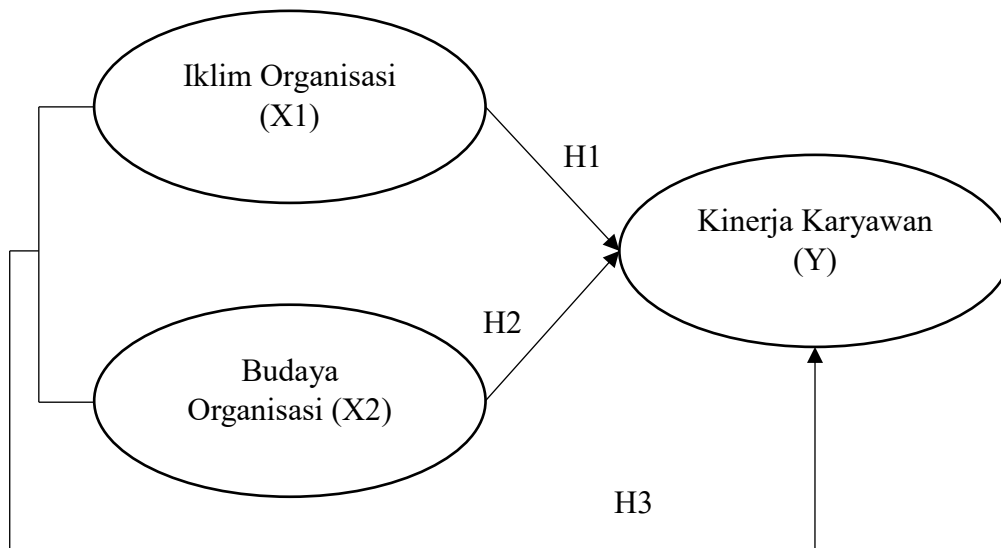 Iklim Organisasi
(X1)
H1
Kinerja Karyawan
(Y)
H2
Budaya
Organisasi (X2)
H3